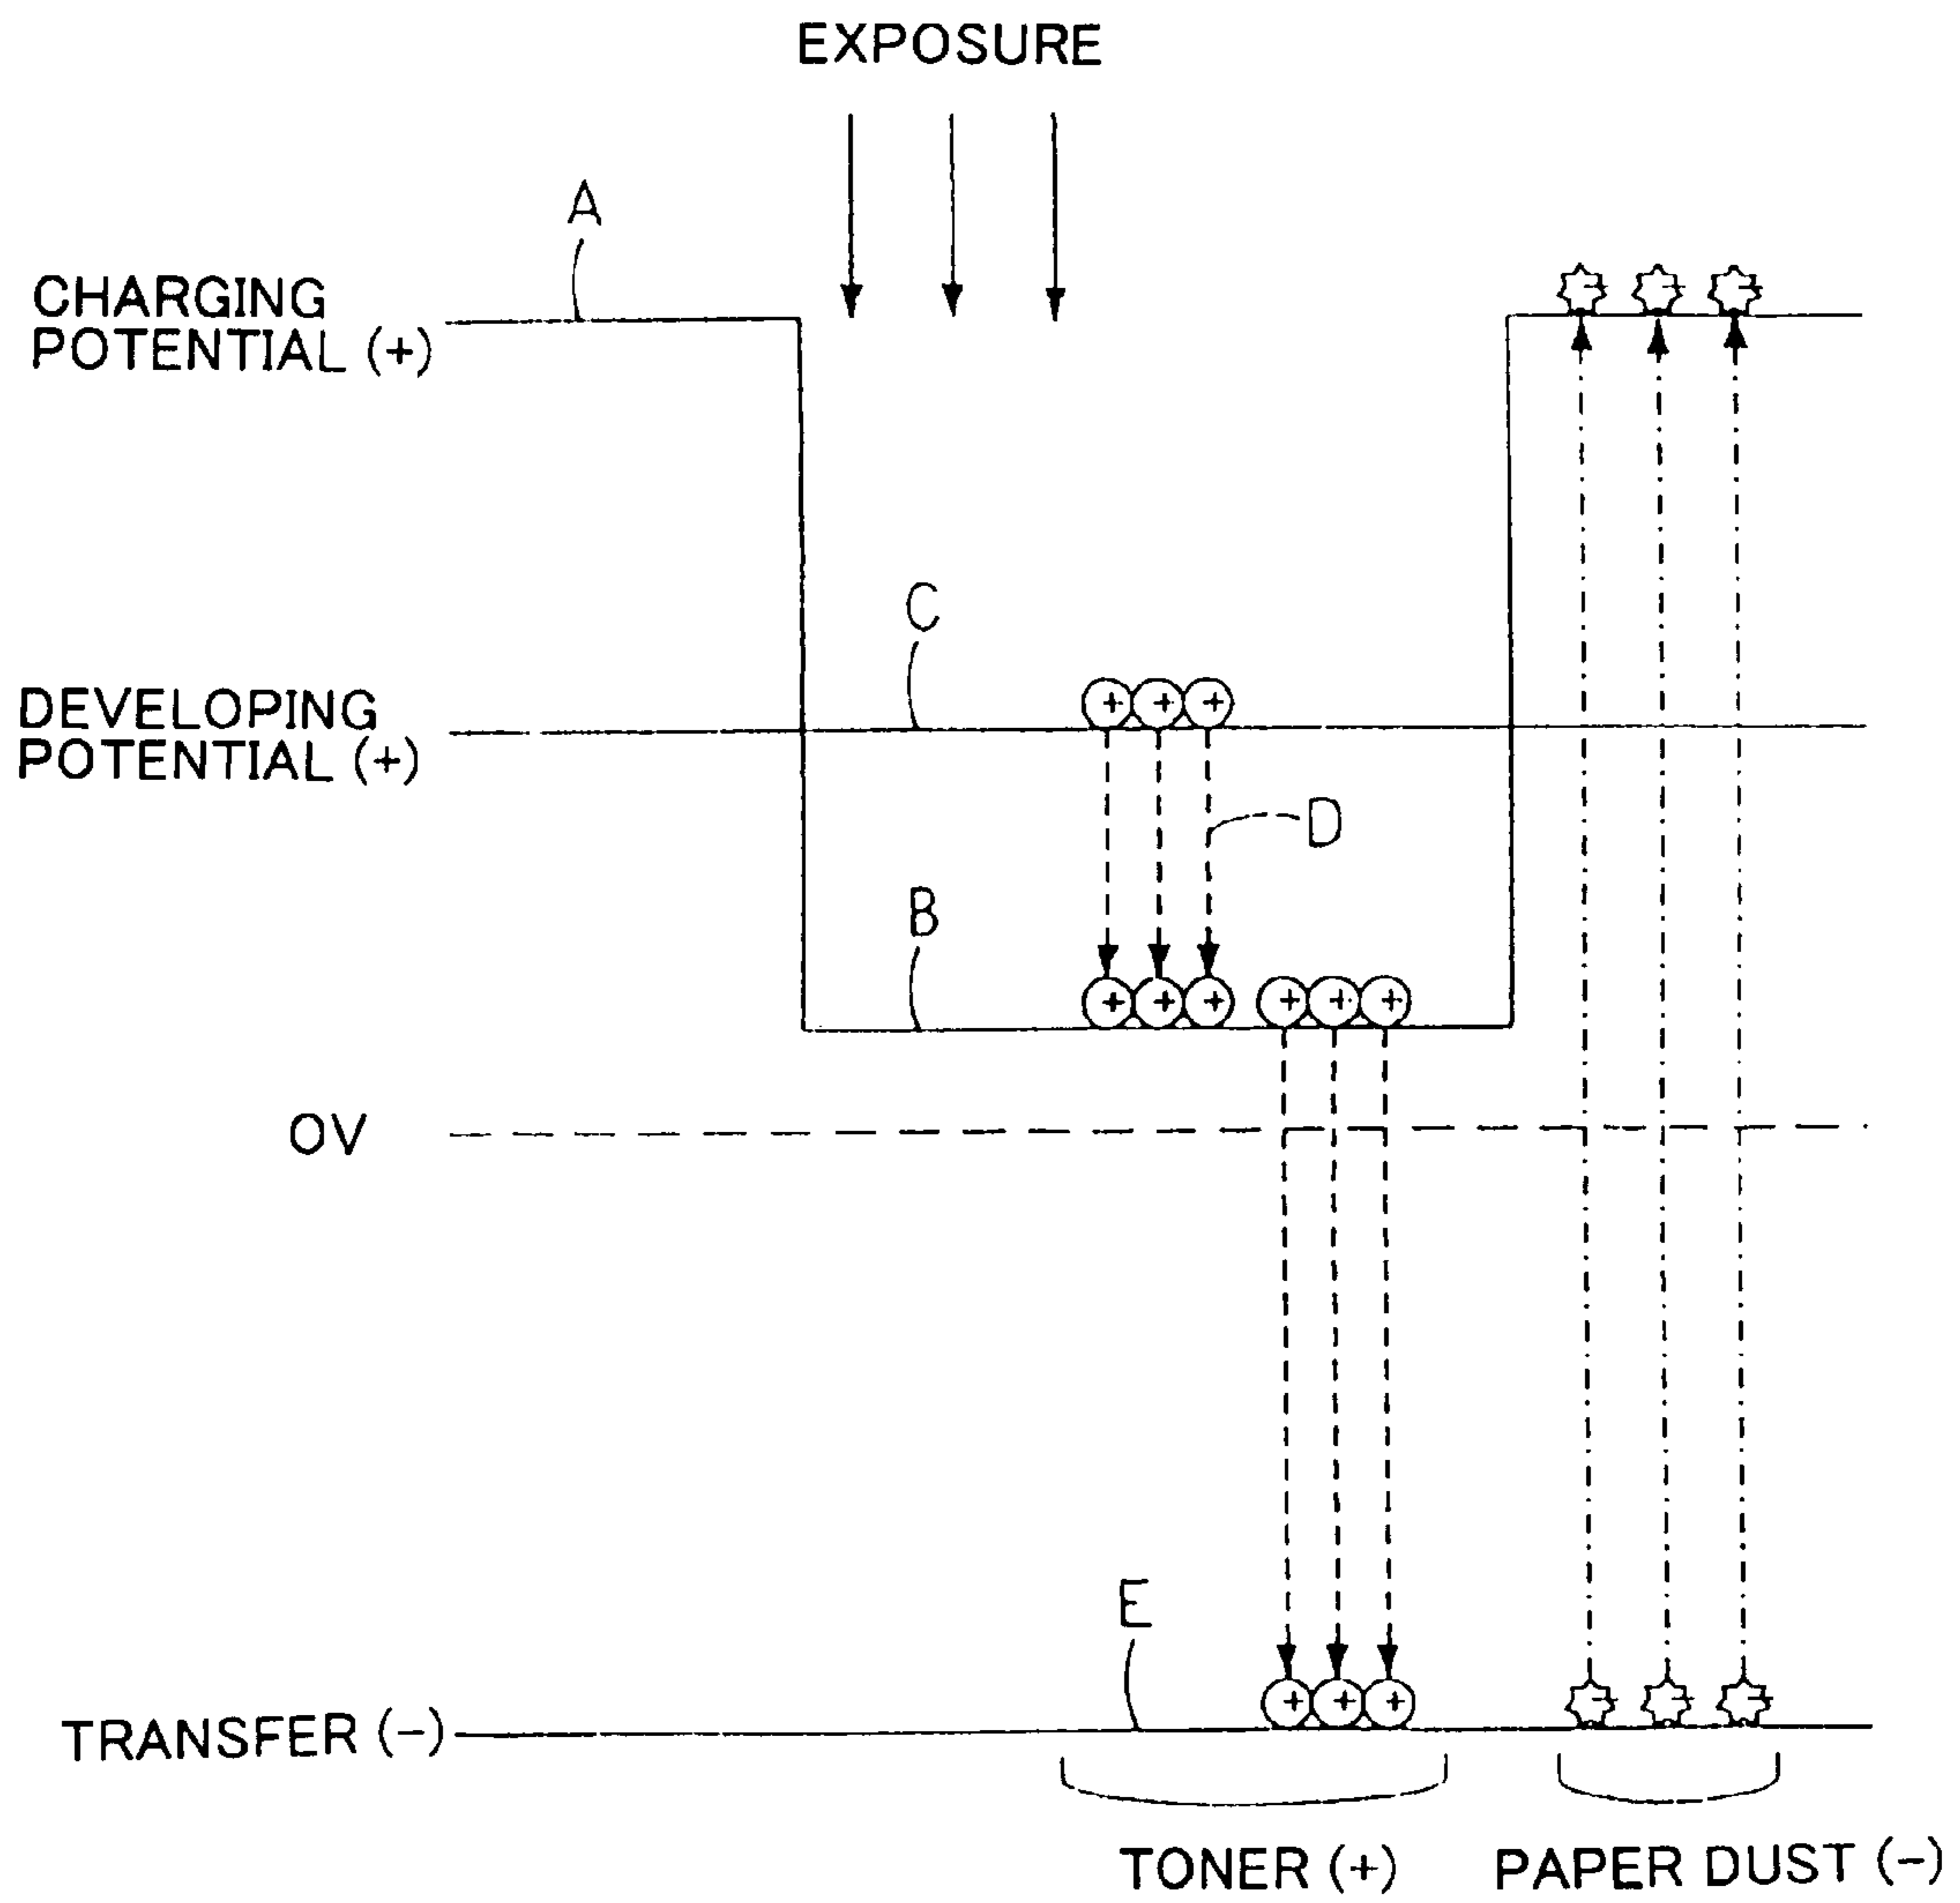 EXPOSURE
A
CHARGING
POTENTIAL (+)
C
DEVELOPING
POTENTIAL (+)
D
B
OV
E
TRANSFER (−)
TONER (+)
PAPER DUST (−)